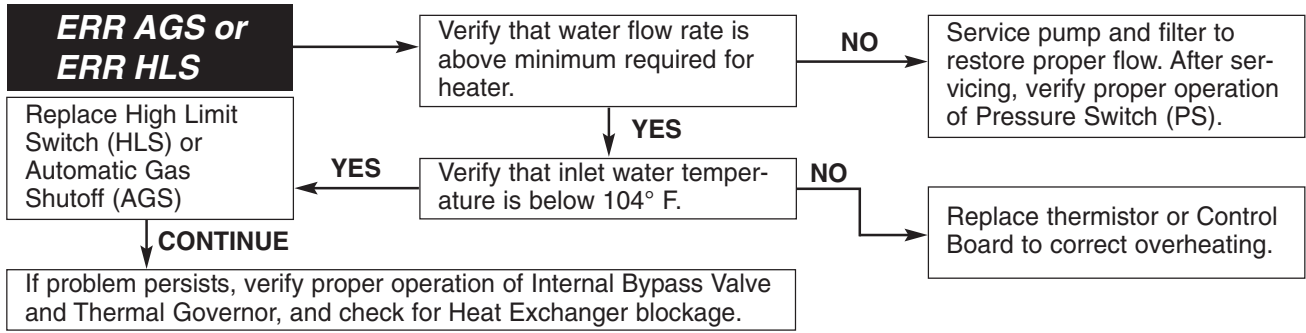 ERR AGS or
ERR HLS
Verify that water flow rate is
above minimum required for
heater.
NO
Service pump and filter to
restore proper flow. After ser-
vicing, verify proper operation
of Pressure Switch (PS).
YES
Verify that inlet water temper-
ature is below 104° F.
NO
Replace thermistor or Control
Board to correct overheating.
YES
Replace High Limit
Switch (HLS) or
Automatic Gas
Shutoff (AGS)
CONTINUE
If problem persists, verify proper operation of Internal Bypass Valve
and Thermal Governor, and check for Heat Exchanger blockage.